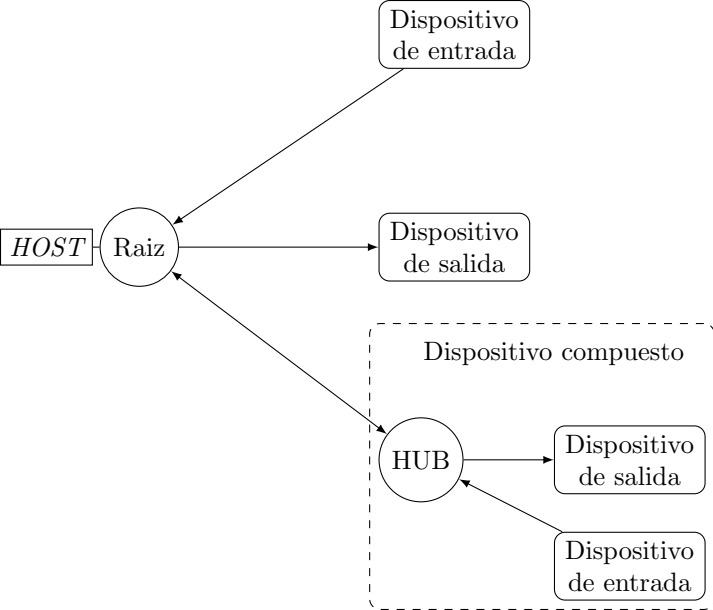 Dispositivo
de entrada
HOST
Raiz
Dispositivo
de salida
Dispositivo compuesto
HUB
Dispositivo
de salida
Dispositivo
de entrada